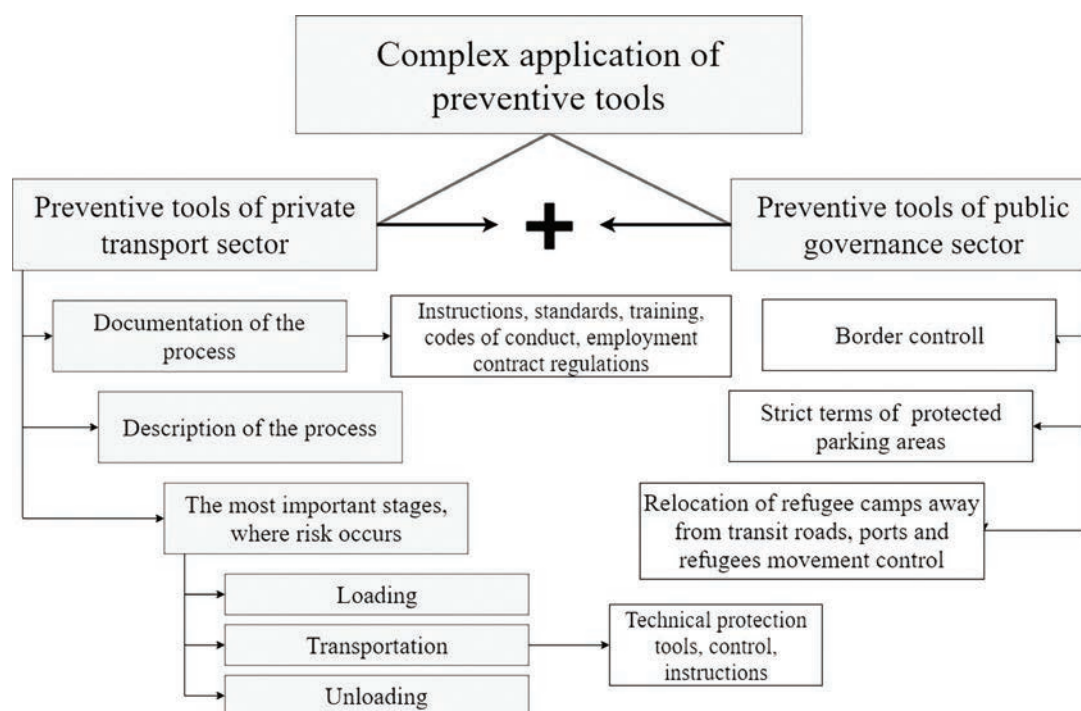 Complex application of
preventive tools
Preventive tools of private
transport sector
Preventive tools of public
governance sector
Documentation of the
process
Instructions, standards, training,
codes of conduct, employment
contract regulations
Border controll
Description of the process
Strict terms of protected
parking areas
The most important stages,
where risk occurs
Relocation of refugee camps away
from transit roads, ports and
refugees movement control
Loading
Transportation
Technical protection
tools, control,
instructions
Unloading